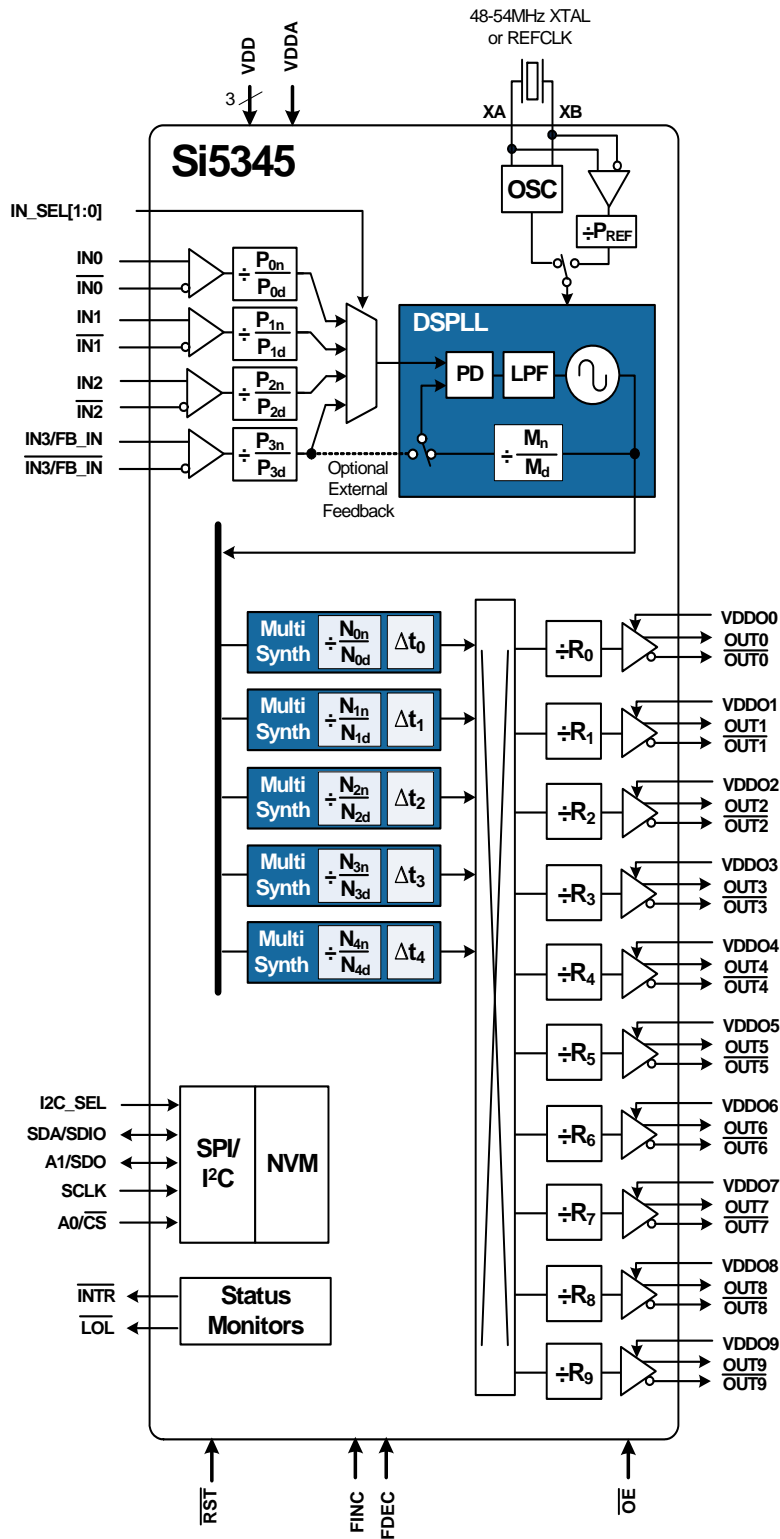 48-54MHz XTAL
or REFCLK
VDD
VDDA
3
XA
XB
Si5345
OSC
÷PREF
IN_SEL[1:0]
IN0
IN0
÷ P0n
P0d
IN1
IN1
÷ P1n
P1d
IN2
IN2
÷ P2n
P2d
IN3/FB_IN
IN3/FB_IN
÷ P3n
P3d
DSPLL
PD
LPF
÷ Mn
Md
Optional
External
Feedback
Multi
Synth
÷ N0n
N0d
Δt0
Multi
Synth
÷ N1n
N1d
Δt1
Multi
Synth
÷ N2n
N2d
Δt2
Multi
Synth
÷ N3n
N3d
Δt3
Multi
Synth
÷ N4n
N4d
Δt4
÷R0
VDDO0
OUT0
OUT0
÷R1
VDDO1
OUT1
OUT1
÷R2
VDDO2
OUT2
OUT2
÷R3
VDDO3
OUT3
OUT3
÷R4
VDDO4
OUT4
OUT4
÷R5
VDDO5
OUT5
OUT5
÷R6
VDDO6
OUT6
OUT6
÷R7
VDDO7
OUT7
OUT7
÷R8
VDDO8
OUT8
OUT8
÷R9
VDDO9
OUT9
OUT9
I2C_SEL
SDA/SDIO
A1/SDO
SCLK
A0/CS
SPI/
I²C
NVM
INTR
LOL
Status
Monitors
RST
FINC
FDEC
OE